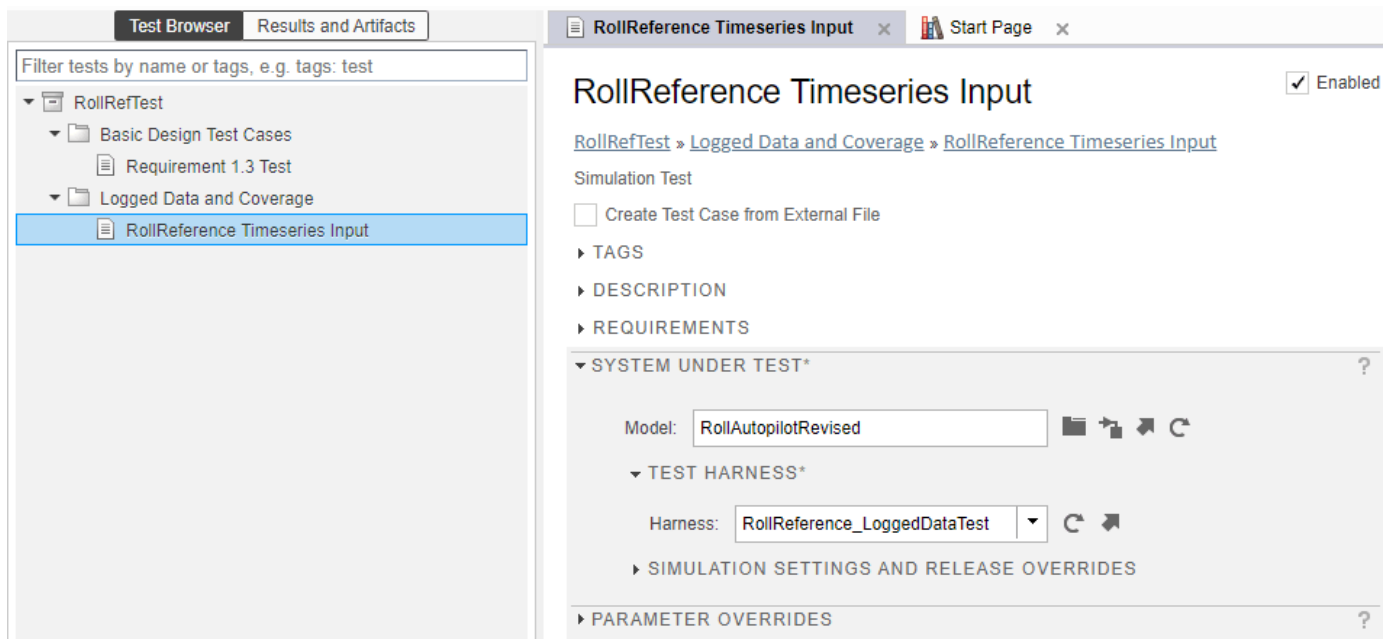 Test Browser Results and Artifacts
Filter tests by name or tags, e.g. tags: test
RollRefTest
Basic Design Test Cases
Requirement 1.3 Test
Logged Data and Coverage
RollReference Timeseries Input
RollReference Timeseries Input × Start Page ×
RollReference Timeseries Input
Enabled
RollRefTest » Logged Data and Coverage » RollReference Timeseries Input
Simulation Test
Create Test Case from External File
TAGS
DESCRIPTION
REQUIREMENTS
SYSTEM UNDER TEST* ?
Model: RollAutopilotRevised
TEST HARNESS*
Harness: RollReference_LoggedDataTest
SIMULATION SETTINGS AND RELEASE OVERRIDES
PARAMETER OVERRIDES ?